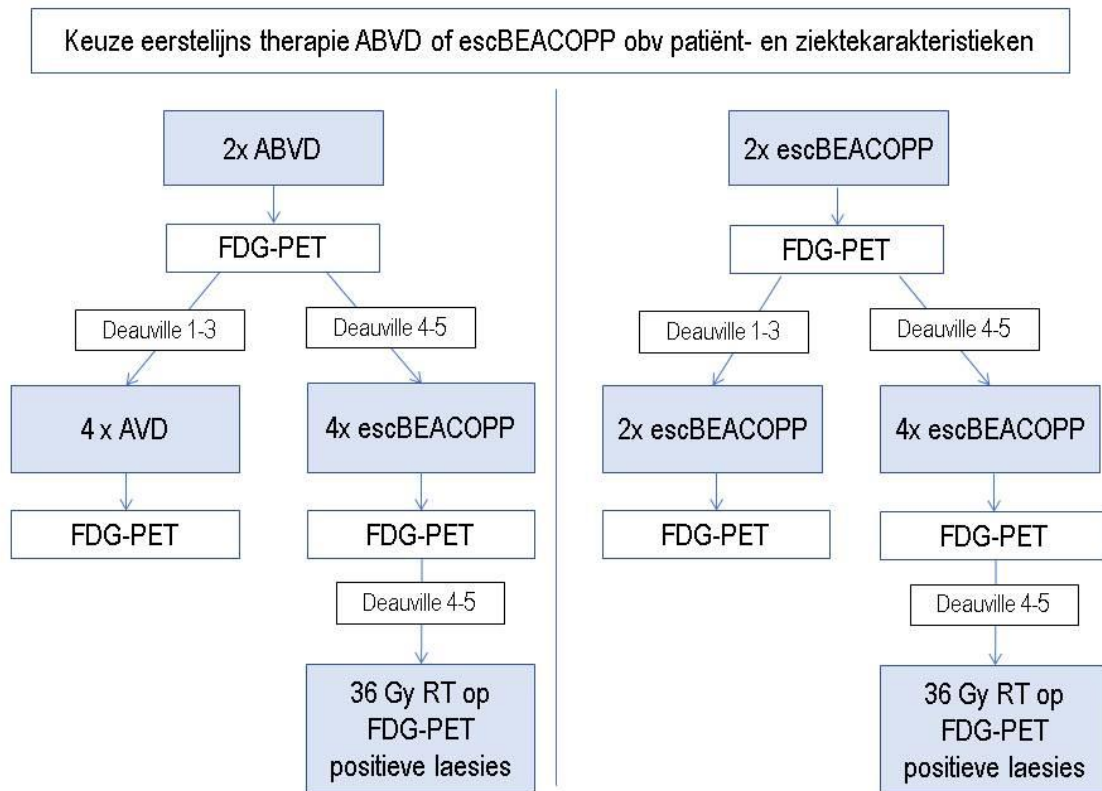 Keuze eerstelijns therapie ABVD of escBEACOPP obv patiënt- en ziektekarakteristieken
2x ABVD
FDG-PET
Deauville 1-3
Deauville 4-5
4 x AVD
4x escBEACOPP
FDG-PET
FDG-PET
Deauville 4-5
36 Gy RT op
FDG-PET
positieve laesies
2x escBEACOPP
FDG-PET
Deauville 1-3
Deauville 4-5
2x escBEACOPP
4x escBEACOPP
FDG-PET
FDG-PET
Deauville 4-5
36 Gy RT op
FDG-PET
positieve laesies